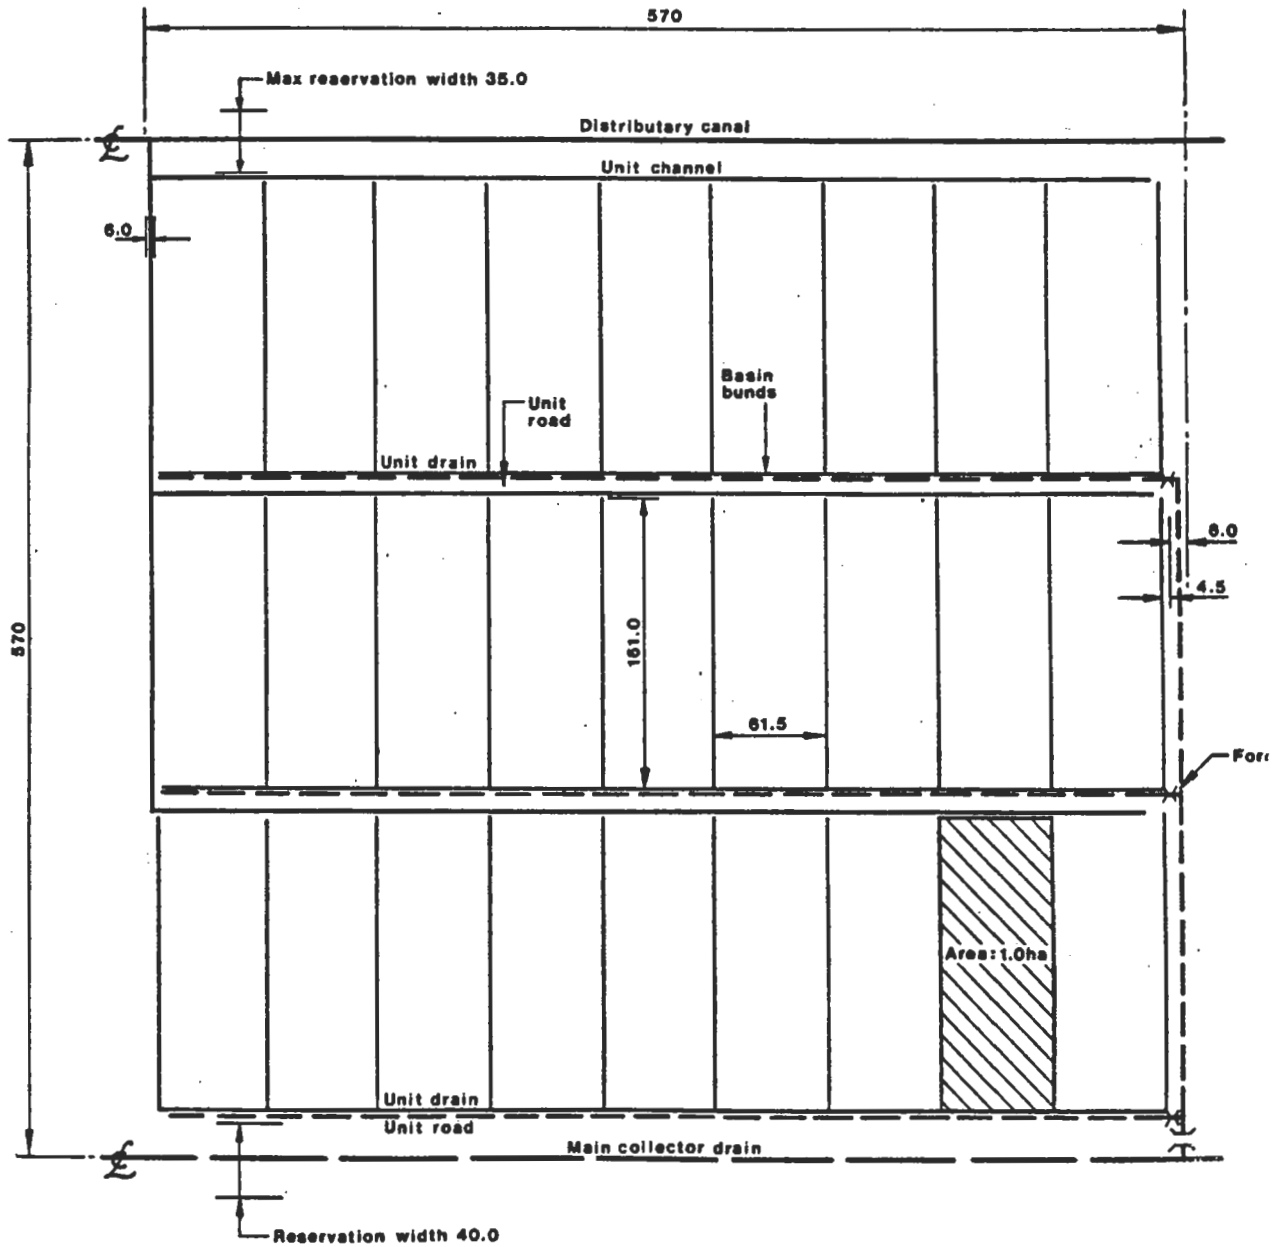 570
Max reservation width 35.0
℄
Distributary canal
Unit channel
6.0
Basin
bunds
Unit
road
Unit drain
6.0
4.5
570
161.0
61.5
For
Area:1.0ha
Unit drain
Unit road
℄
Main collector drain
Reservation width 40.0